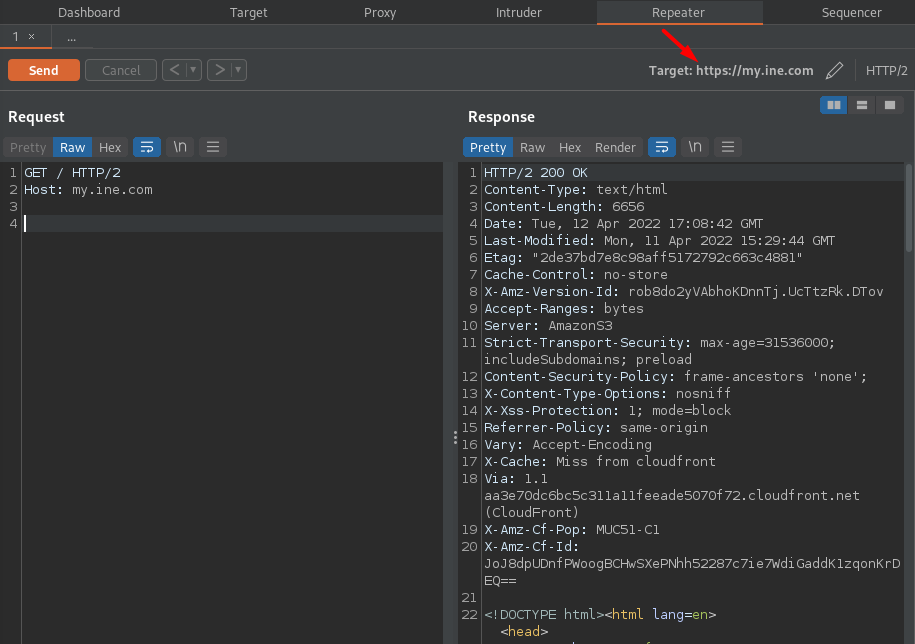 Dashboard Target Proxy Intruder Repeater Sequencer
1 × ...
Send Cancel < > Target: https://my.ine.com HTTP/2
Request
Pretty Raw Hex \n
1 GET / HTTP/2
2 Host: my.ine.com
3
4
Response
Pretty Raw Hex Render \n
1 HTTP/2 200 OK
2 Content-Type: text/html
3 Content-Length: 6656
4 Date: Tue, 12 Apr 2022 17:08:42 GMT
5 Last-Modified: Mon, 11 Apr 2022 15:29:44 GMT
6 Etag: "2de37bd7e8c98aff5172792c663c4881"
7 Cache-Control: no-store
8 X-Amz-Version-Id: rob8do2yVAbhoKDnnTj.UcTtzRk.DTov
9 Accept-Ranges: bytes
10 Server: AmazonS3
11 Strict-Transport-Security: max-age=31536000;
includeSubdomains; preload
12 Content-Security-Policy: frame-ancestors 'none';
13 X-Content-Type-Options: nosniff
14 X-Xss-Protection: 1; mode=block
15 Referrer-Policy: same-origin
16 Vary: Accept-Encoding
17 X-Cache: Miss from cloudfront
18 Via: 1.1
aa3e70dc6bc5c311a11feeade5070f72.cloudfront.net
(CloudFront)
19 X-Amz-Cf-Pop: MUC51-C1
20 X-Amz-Cf-Id:
JoJ8dpUDnfPWoogBCHwSXePNhh52287c7ie7WdiGaddK1zqonKrD
EQ==
21
22 <!DOCTYPE html><html lang=en>
<head>